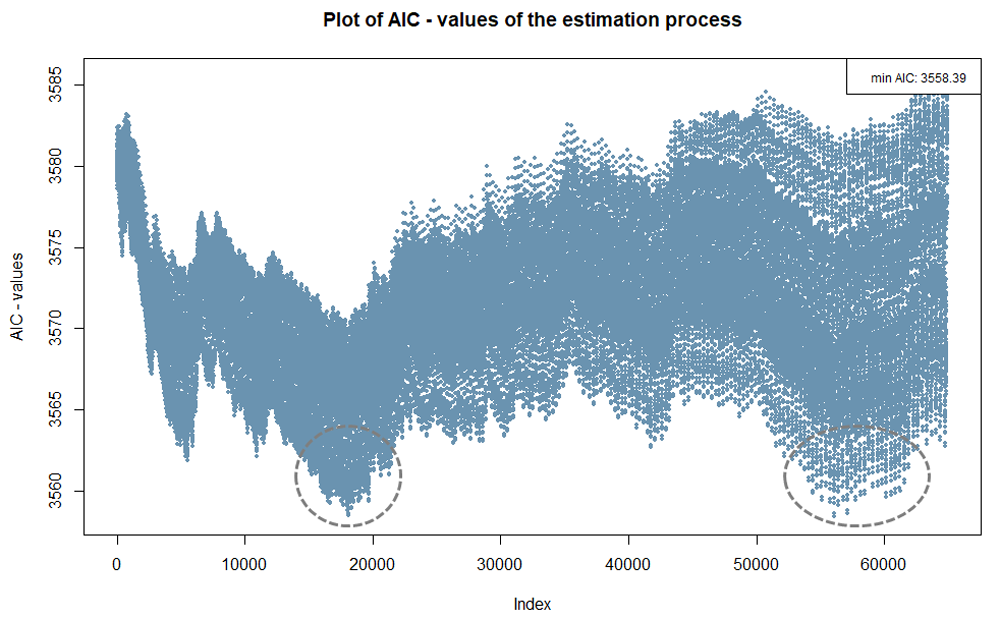 Plot of AIC - values of the estimation process
min AIC: 3558.39
3585
3580
3575
3570
3565
3560
AIC - values
0 10000 20000 30000 40000 50000 60000
Index